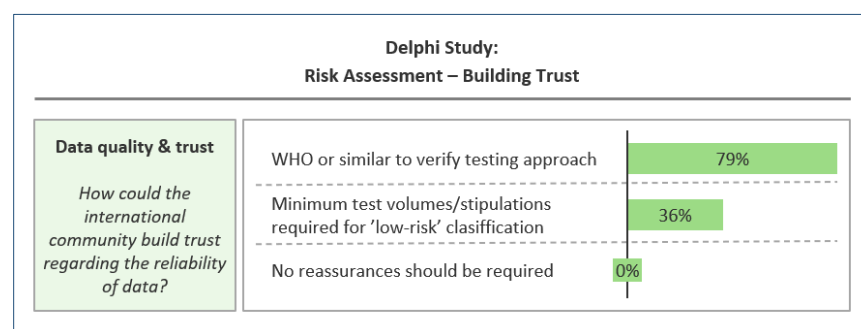 Delphi Study:
Risk Assessment – Building Trust
Data quality & trust
How could the
international
community build trust
regarding the reliability
of data?
WHO or similar to verify testing approach
79%
Minimum test volumes/stipulations
required for ’low-risk’ clasiffication
36%
No reassurances should be required
0%